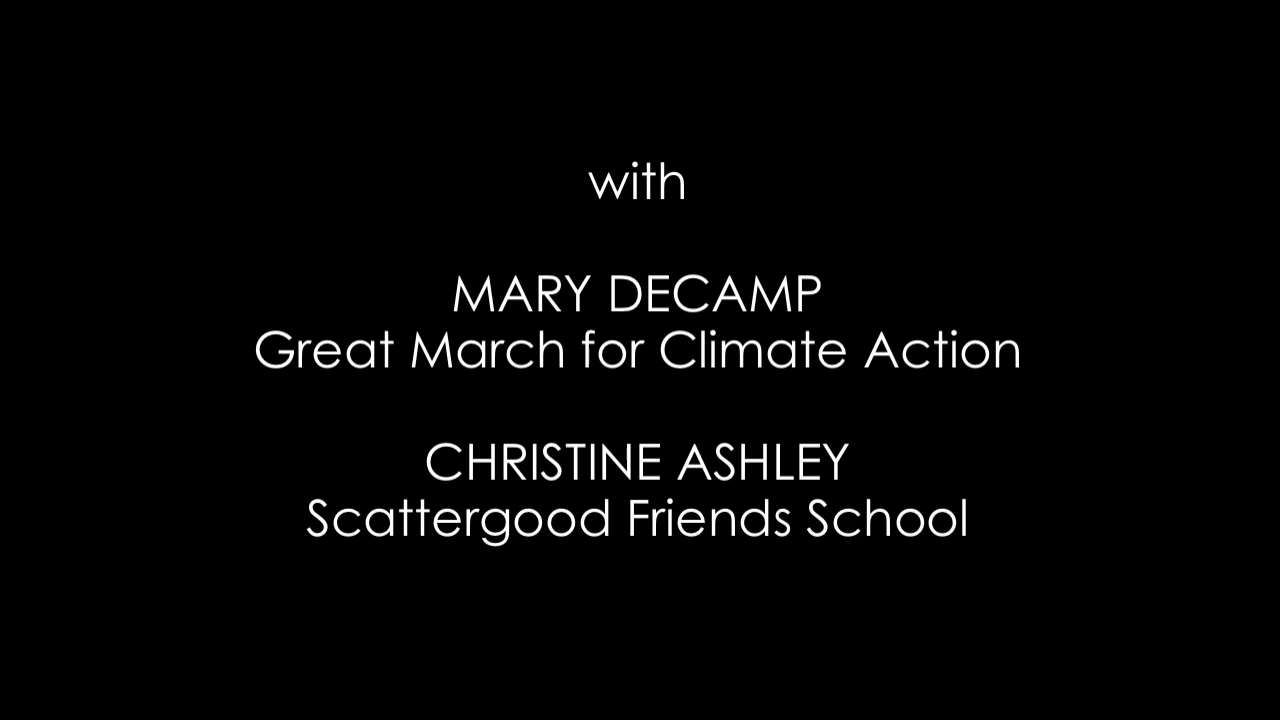 with
MARY DECAMP
Great March for Climate Action
CHRISTINE ASHLEY
Scattergood Friends School